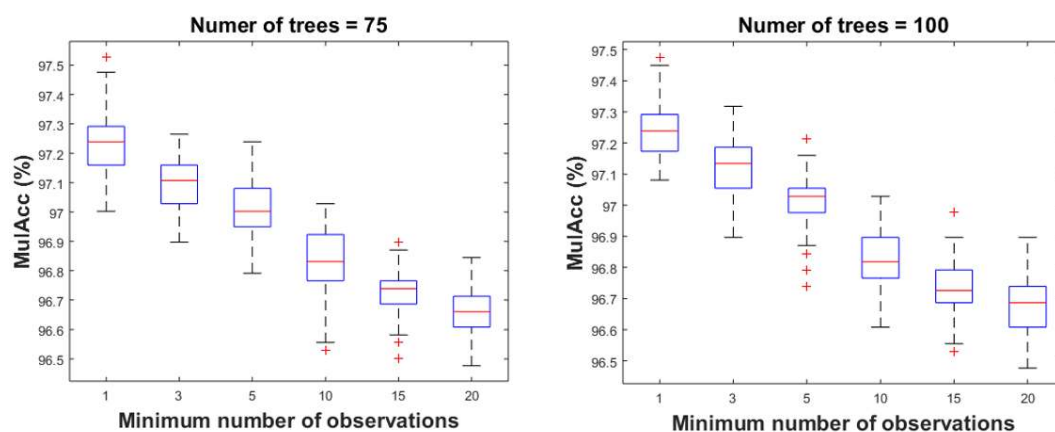 Numer of trees = 75
97.5
97.4
97.3
97.2
97.1
97
96.9
96.8
96.7
96.6
96.5
MulAcc (%)
1 3 5 10 15 20
Minimum number of observations
Numer of trees = 100
97.5
97.4
97.3
97.2
97.1
97
96.9
96.8
96.7
96.6
96.5
MulAcc (%)
1 3 5 10 15 20
Minimum number of observations